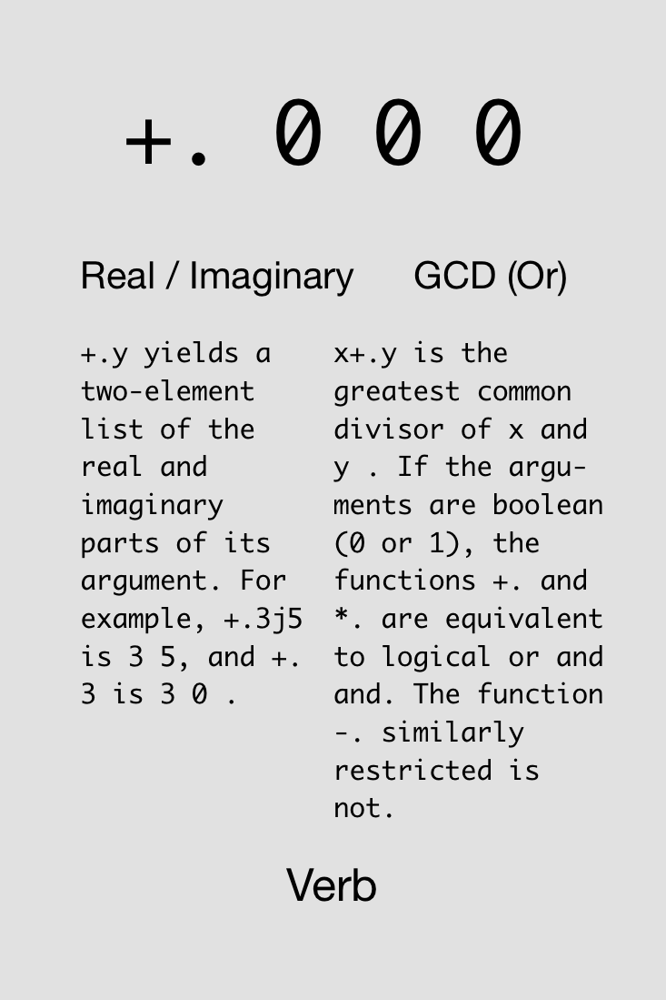 +. 0 0 0
Real / Imaginary
GCD (Or)
+.y yields a
two-element
list of the
real and
imaginary
parts of its
argument. For
example, +.3j5
is 3 5, and +.
3 is 3 0 .
x+.y is the
greatest common
divisor of x and
y . If the argu-
ments are boolean
(0 or 1), the
functions +. and
*. are equivalent
to logical or and
and. The function
-. similarly
restricted is
not.
Verb